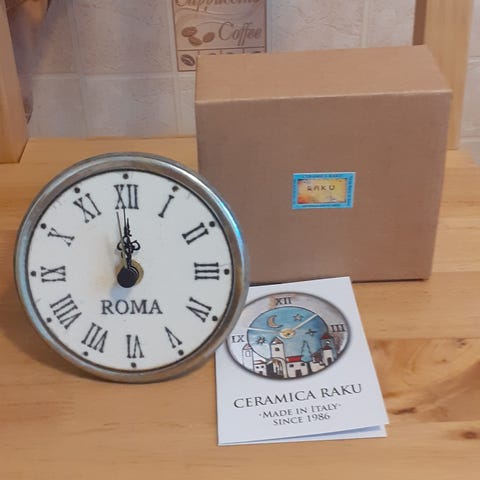 Cappuccino
Coffee
RAKU
XII
I
II
III
IV
V
VI
VII
VIII
IX
XI
ROMA
XII
III
IX
CERAMICA RAKU
·MADE IN ITALY·
SINCE 1986